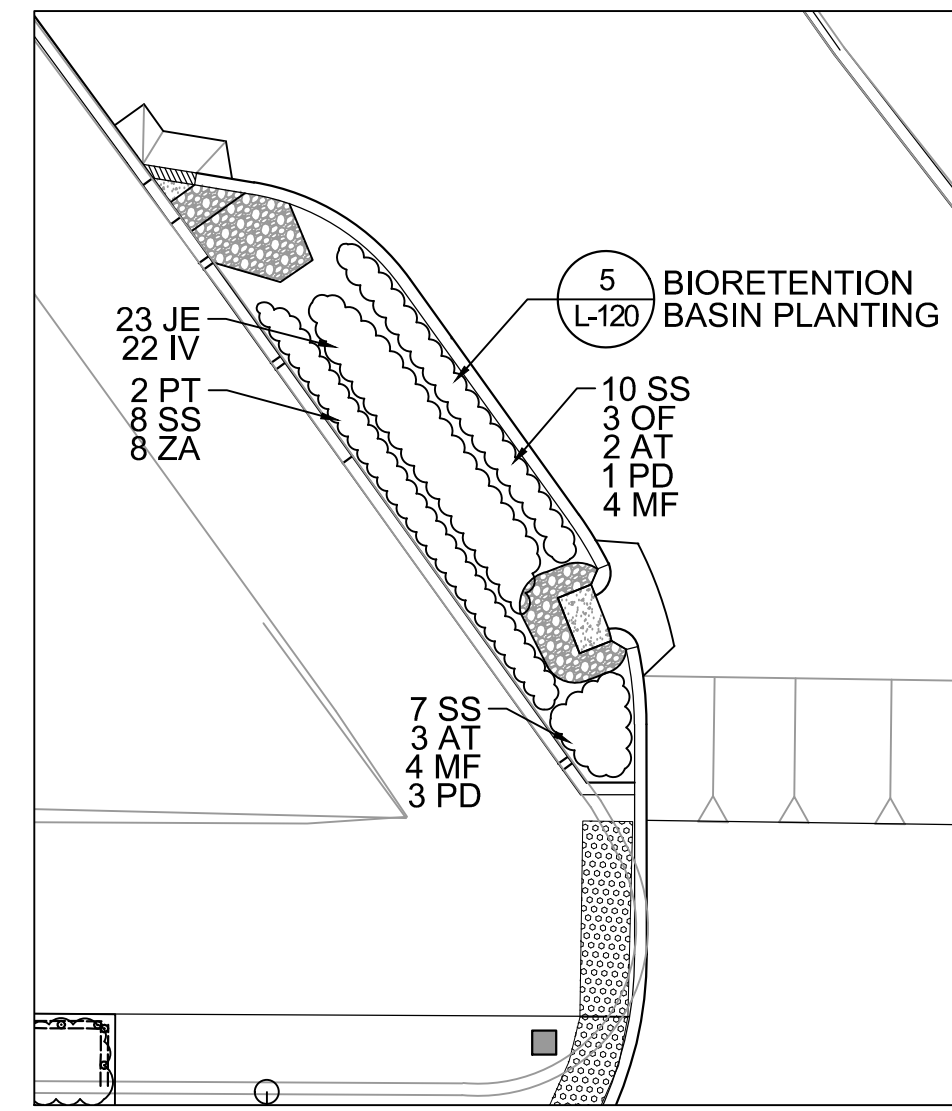 5
L-120
BIORETENTION
BASIN PLANTING
23 JE
22 IV
2 PT
8 SS
8 ZA
10 SS
3 OF
2 AT
1 PD
4 MF
7 SS
3 AT
4 MF
3 PD